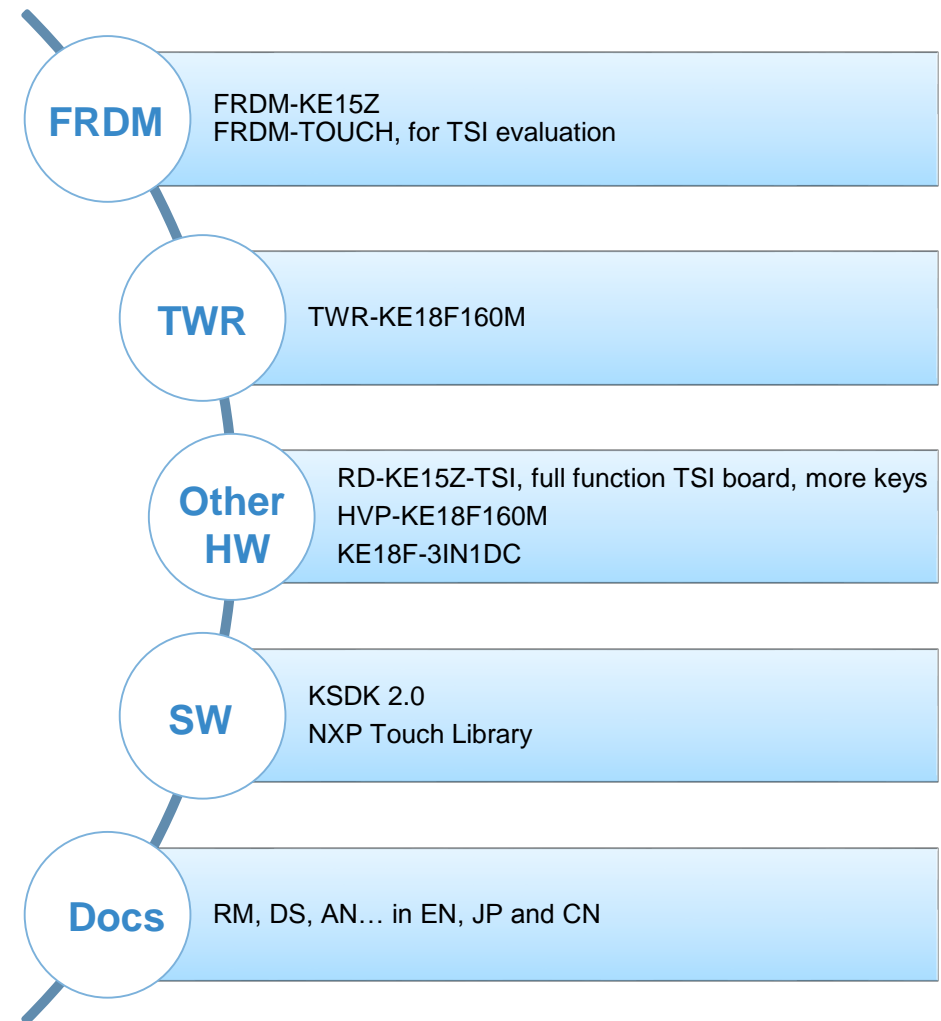 FRDM
FRDM-KE15Z
FRDM-TOUCH, for TSI evaluation
TWR
TWR-KE18F160M
Other
HW
RD-KE15Z-TSI, full function TSI board, more keys
HVP-KE18F160M
KE18F-3IN1DC
SW
KSDK 2.0
NXP Touch Library
Docs
RM, DS, AN… in EN, JP and CN